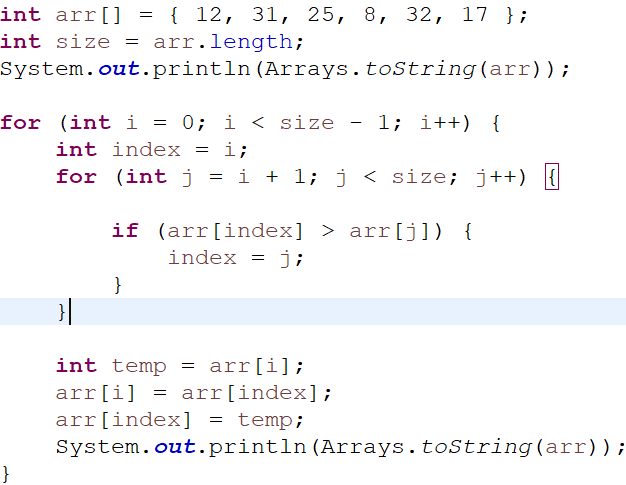 int arr[] = { 12, 31, 25, 8, 32, 17 };
int size = arr.length;
System.out.println(Arrays.toString(arr));
for (int i = 0; i < size - 1; i++) {
    int index = i;
    for (int j = i + 1; j < size; j++) {
        if (arr[index] > arr[j]) {
            index = j;
        }
    }
    int temp = arr[i];
    arr[i] = arr[index];
    arr[index] = temp;
    System.out.println(Arrays.toString(arr));
}